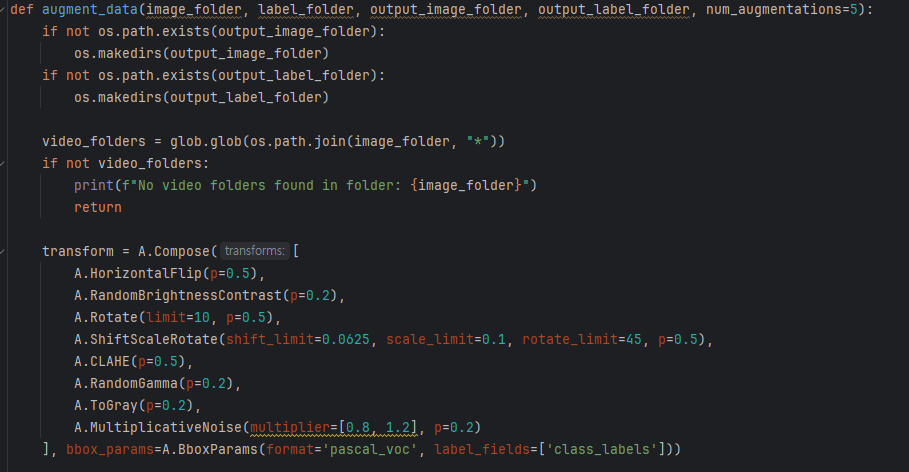 def augment_data(image_folder, label_folder, output_image_folder, output_label_folder, num_augmentations=5):
    if not os.path.exists(output_image_folder):
        os.makedirs(output_image_folder)
    if not os.path.exists(output_label_folder):
        os.makedirs(output_label_folder)

    video_folders = glob.glob(os.path.join(image_folder, "*"))
    if not video_folders:
        print(f"No video folders found in folder: {image_folder}")
        return

    transform = A.Compose( transforms: [
        A.HorizontalFlip(p=0.5),
        A.RandomBrightnessContrast(p=0.2),
        A.Rotate(limit=10, p=0.5),
        A.ShiftScaleRotate(shift_limit=0.0625, scale_limit=0.1, rotate_limit=45, p=0.5),
        A.CLAHE(p=0.5),
        A.RandomGamma(p=0.2),
        A.ToGray(p=0.2),
        A.MultiplicativeNoise(multiplier=[0.8, 1.2], p=0.2)
    ], bbox_params=A.BboxParams(format='pascal_voc', label_fields=['class_labels']))